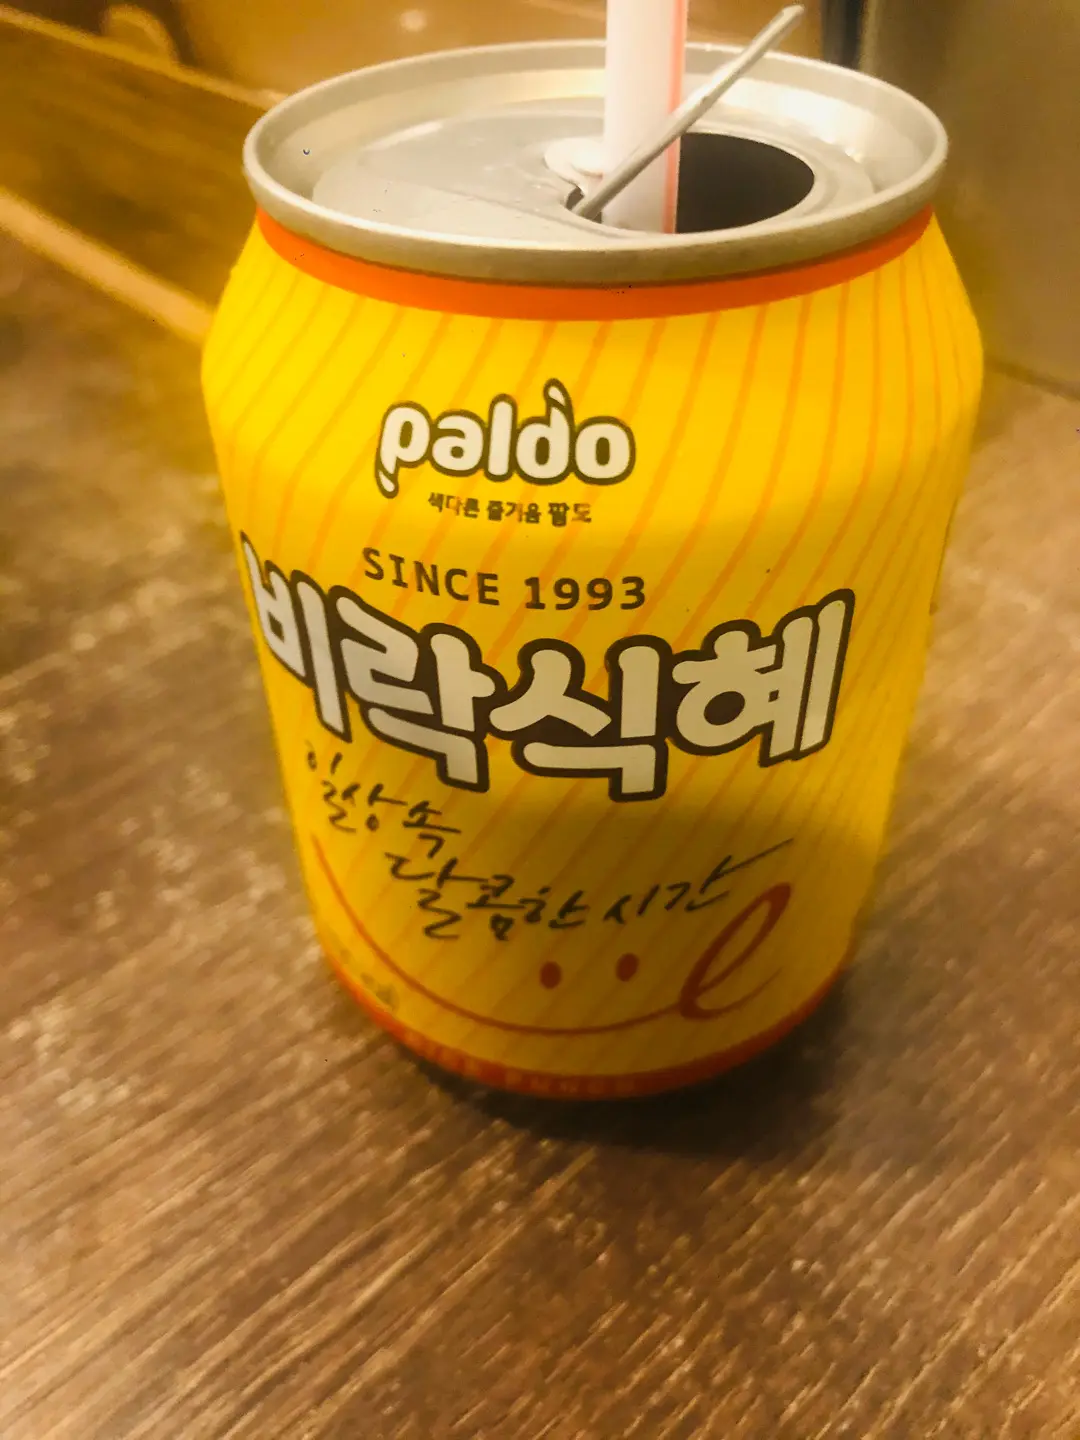 paldo
색다른 즐거움 팔도
SINCE 1993
비락식혜
일상 속
달콤한 시간